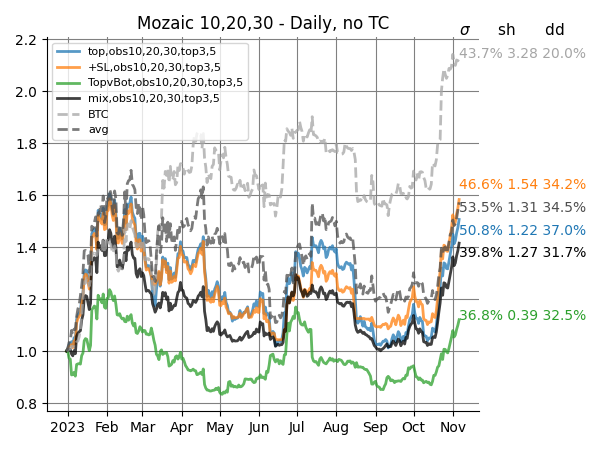 Mozaic 10,20,30 - Daily, no TC
σ sh dd
2.2
2.0
1.8
1.6
1.4
1.2
1.0
0.8
top,obs10,20,30,top3,5
+SL,obs10,20,30,top3,5
TopvBot,obs10,20,30,top3,5
mix,obs10,20,30,top3,5
BTC
avg
43.7% 3.28 20.0%
46.6% 1.54 34.2%
53.5% 1.31 34.5%
50.8% 1.22 37.0%
39.8% 1.27 31.7%
36.8% 0.39 32.5%
2023 Feb Mar Apr May Jun Jul Aug Sep Oct Nov